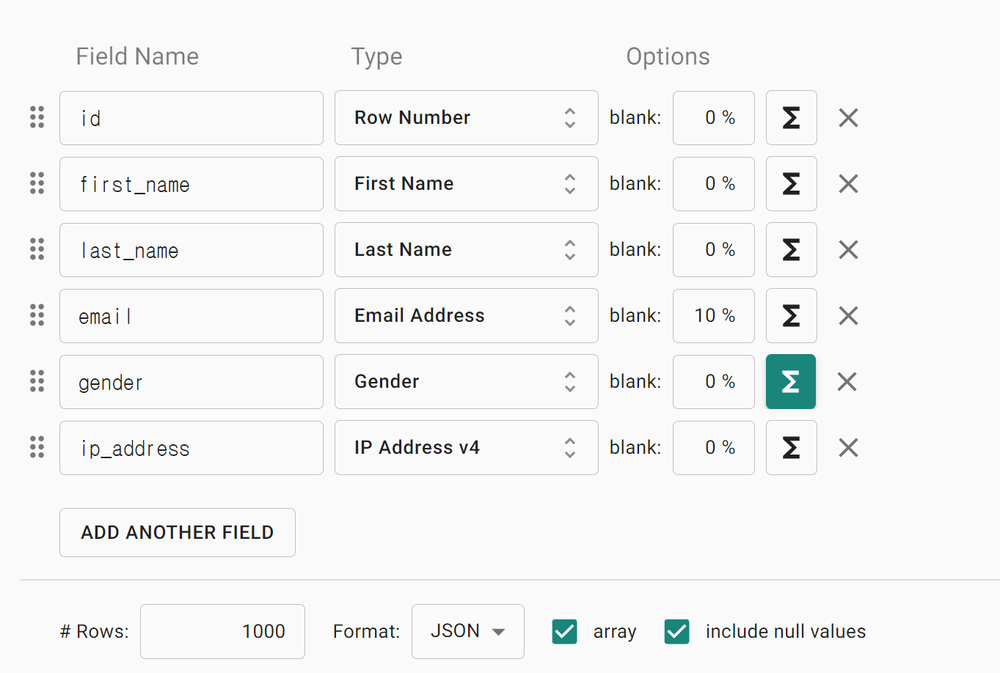 Field Name Type Options
id Row Number blank: 0 % Σ
first_name First Name blank: 0 % Σ
last_name Last Name blank: 0 % Σ
email Email Address blank: 10 % Σ
gender Gender blank: 0 % Σ
ip_address IP Address v4 blank: 0 % Σ
ADD ANOTHER FIELD
# Rows: 1000 Format: JSON array include null values